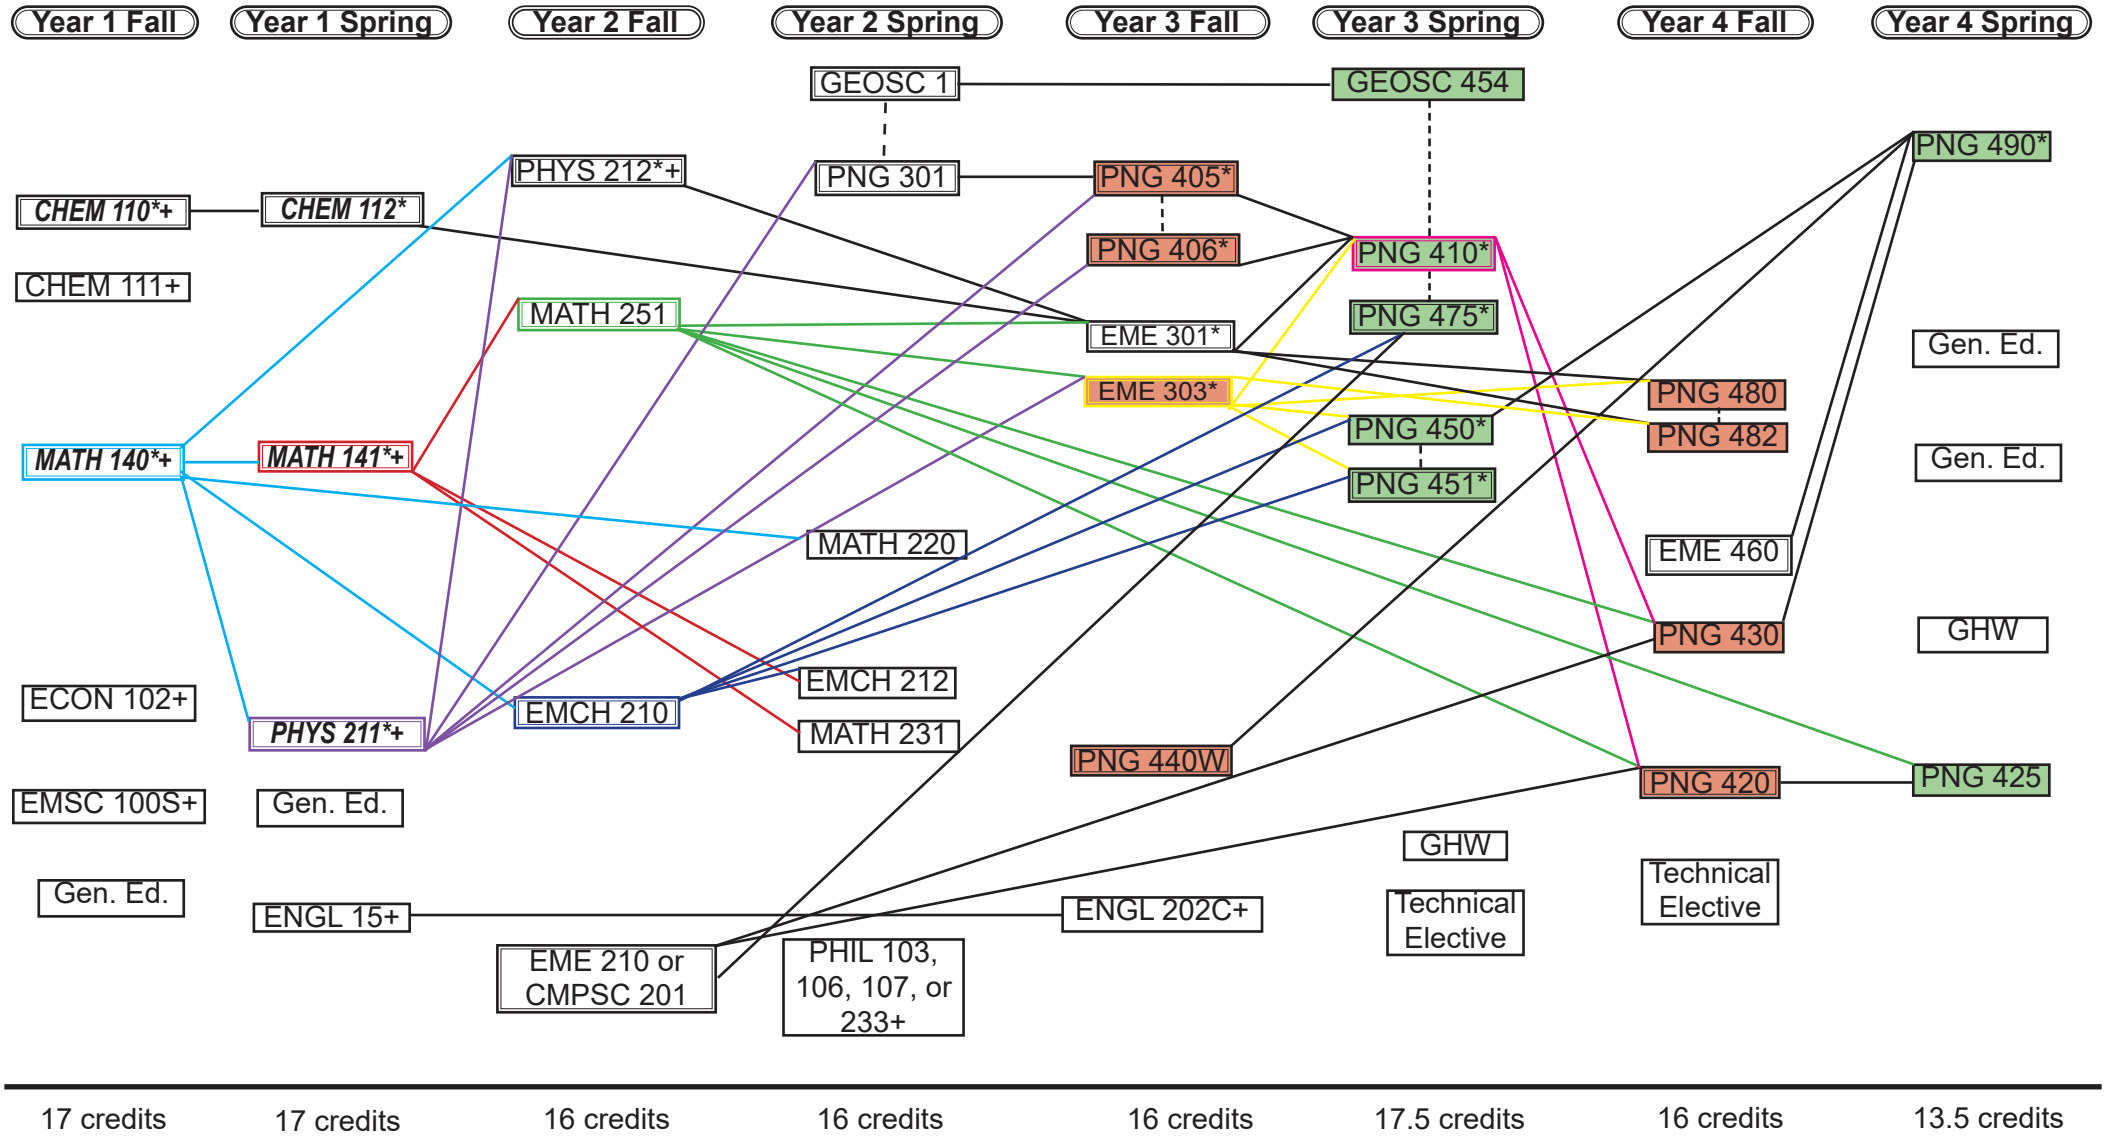 Year 1 Fall
Year 1 Spring
Year 2 Fall
Year 2 Spring
Year 3 Fall
Year 3 Spring
Year 4 Fall
Year 4 Spring
CHEM 110*+
CHEM 111+
MATH 140*+
ECON 102+
EMSC 100S+
Gen. Ed.
CHEM 112*
MATH 141*+
PHYS 211*+
Gen. Ed.
ENGL 15+
PHYS 212*+
MATH 251
EMCH 210
EME 210 or
CMPSC 201
GEOSC 1
PNG 301
MATH 220
EMCH 212
MATH 231
PHIL 103,
106, 107, or
233+
PNG 405*
PNG 406*
EME 301*
EME 303*
PNG 440W
ENGL 202C+
GEOSC 454
PNG 410*
PNG 475*
PNG 450*
PNG 451*
GHW
Technical
Elective
PNG 480
PNG 482
EME 460
PNG 430
PNG 420
Technical
Elective
PNG 490*
Gen. Ed.
Gen. Ed.
GHW
PNG 425
17 credits
17 credits
16 credits
16 credits
16 credits
17.5 credits
16 credits
13.5 credits